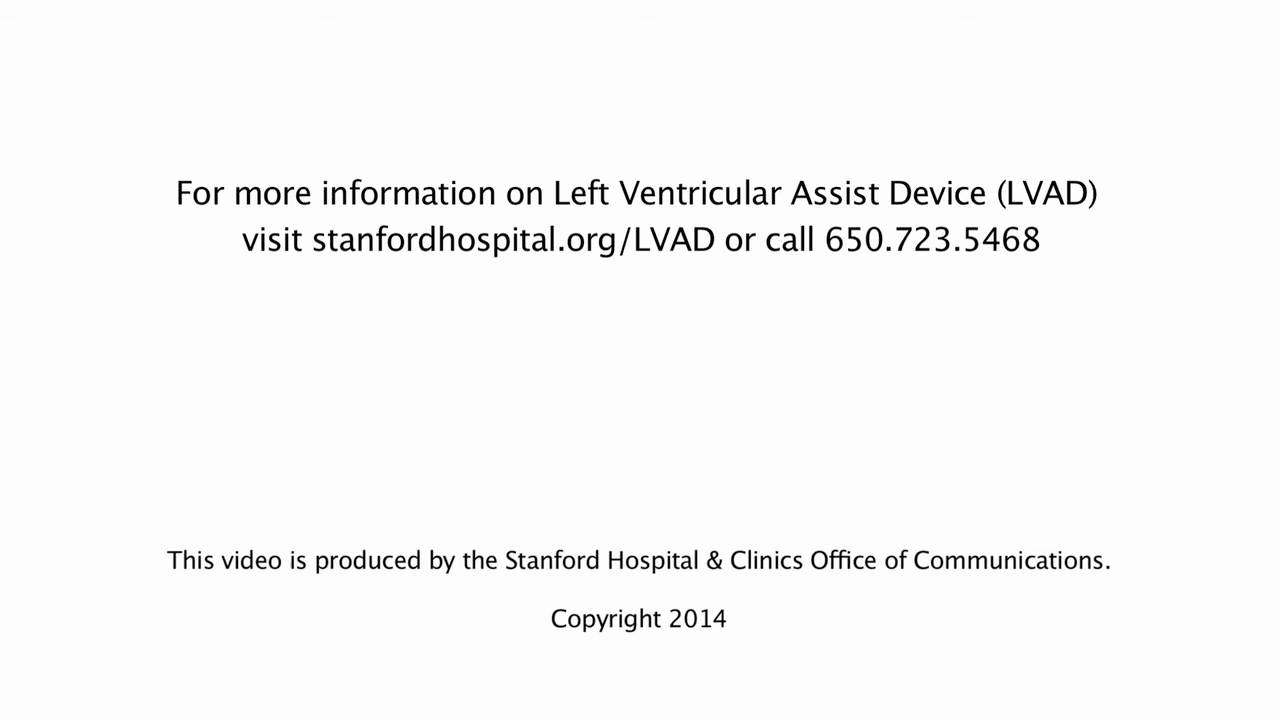 For more information on Left Ventricular Assist Device (LVAD)
visit stanfordhospital.org/LVAD or call 650.723.5468
This video is produced by the Stanford Hospital & Clinics Office of Communications.
Copyright 2014